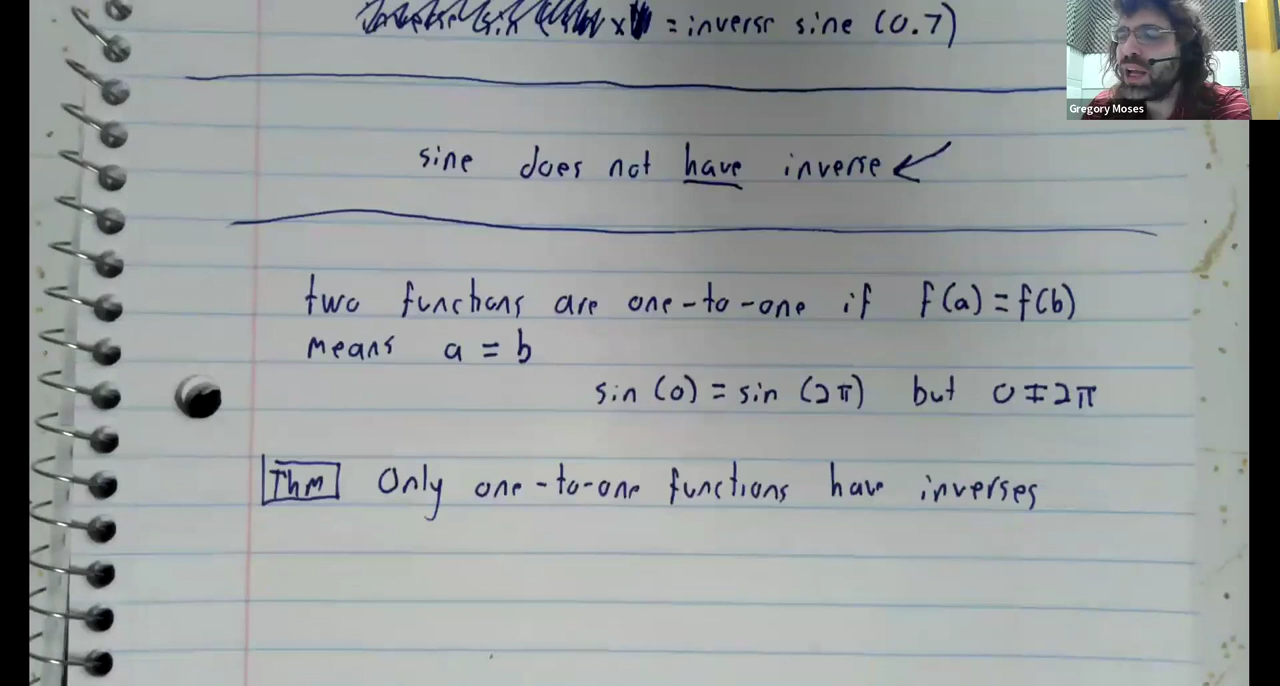 = inverse sine (0.7)
Gregory Moses
sine does not have inverse
two functions are one-to-one if f(a) = f(b)
means a = b
sin (0) = sin (2π) but 0 ≠ 2π
Thm Only one-to-one functions have inverses